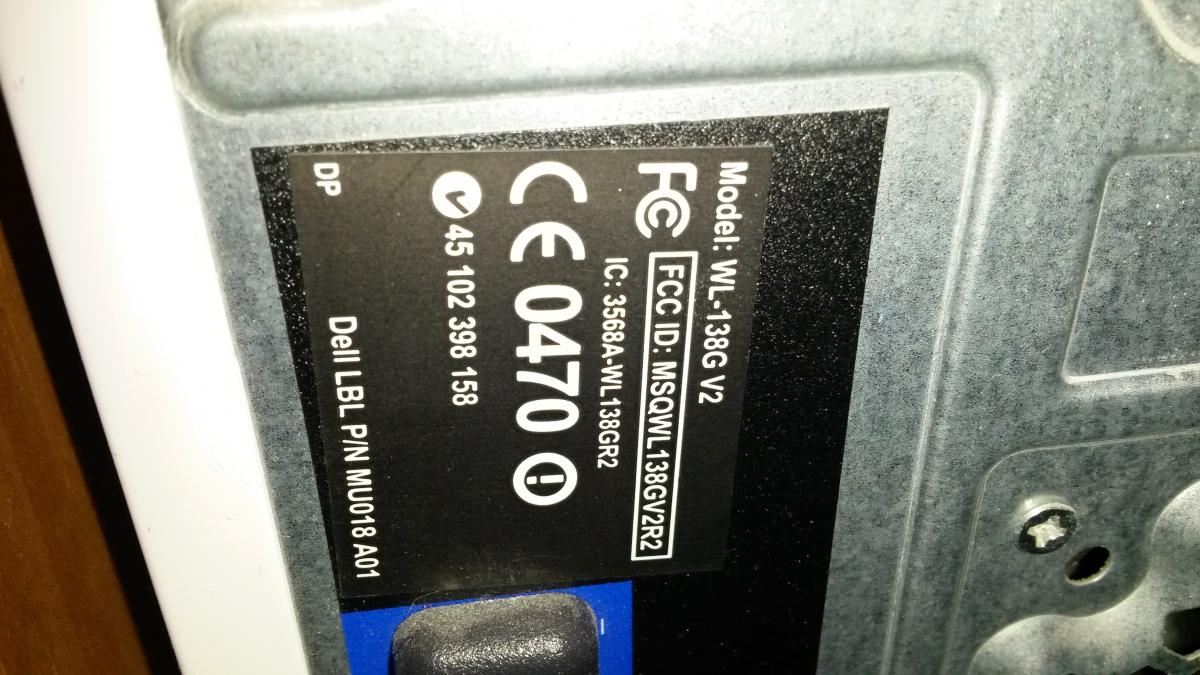 Model: WL-138G V2
FC FCC ID: MSQWL138GV2R2
IC: 3568A-WL138GR2
CE 0470
45 102 398 158
DP Dell LBL P/N MU018 A01